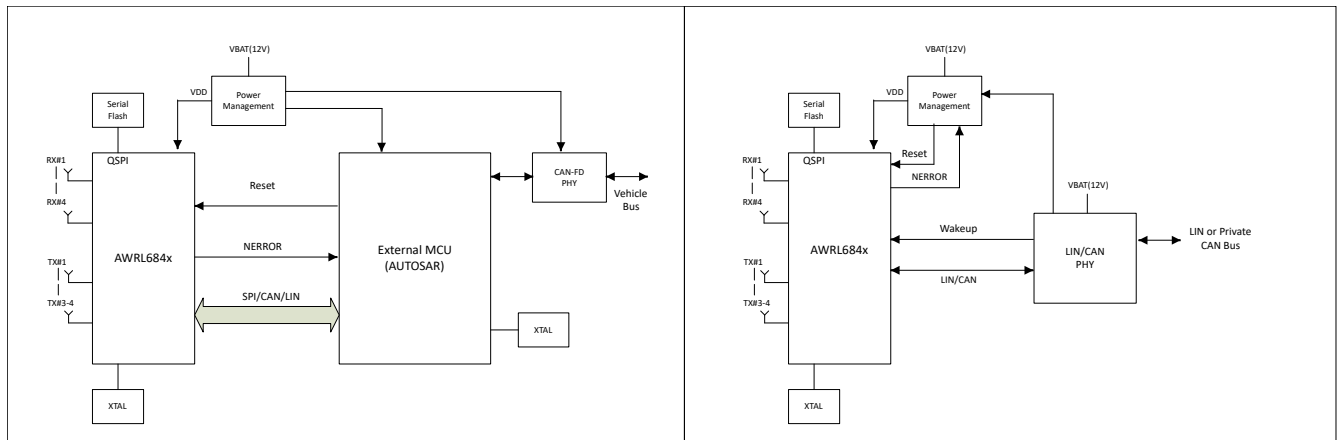 VBAT(12V)
Power
Management
VDD
Serial
Flash
QSPI
RX#1
RX#4
TX#1
TX#3-4
AWRL684x
XTAL
Reset
NERROR
SPI/CAN/LIN
External MCU
(AUTOSAR)
XTAL
CAN-FD
PHY
Vehicle
Bus
VBAT(12V)
Power
Management
VDD
Serial
Flash
QSPI
Reset
NERROR
RX#1
RX#4
TX#1
TX#3-4
AWRL684x
XTAL
Wakeup
LIN/CAN
VBAT(12V)
LIN/CAN
PHY
LIN or Private
CAN Bus